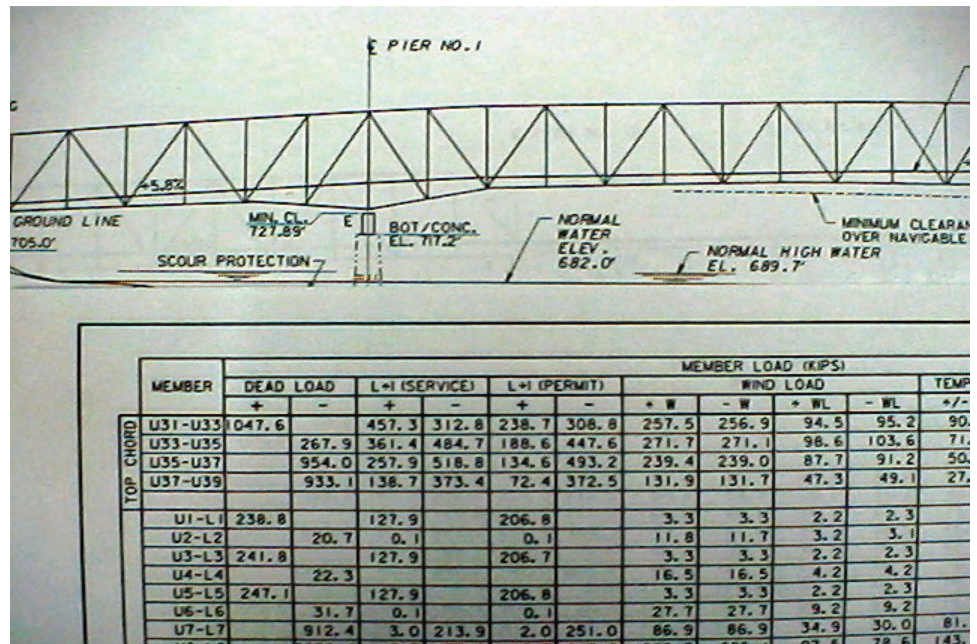 ℄ PIER NO. 1
+5.8%
GROUND LINE
705.0'
MIN. CL.
727.89'
E
BOT/CONC.
EL. 717.2'
NORMAL
WATER
ELEV.
682.0'
MINIMUM CLEARAN
OVER NAVIGABLE
SCOUR PROTECTION
NORMAL HIGH WATER
EL. 689.7'
MEMBER LOAD (KIPS)
MEMBER DEAD LOAD L+I (SERVICE) L+I (PERMIT) WIND LOAD TEMP
+ - + - + - + W - W + WL - WL +/-
TOP CHORD
U31-U33 1047.6 457.3 312.8 238.7 308.8 257.5 256.9 94.5 95.2 90.
U33-U35 267.9 361.4 484.7 188.6 447.6 271.7 271.1 98.6 103.6 71.
U35-U37 954.0 257.9 518.8 134.6 493.2 239.4 239.0 87.7 91.2 50.
U37-U39 933.1 138.7 373.4 72.4 372.5 131.9 131.7 47.3 49.1 27.
U1-L1 238.8 127.9 206.8 3.3 3.3 2.2 2.3
U2-L2 20.7 0.1 0.1 11.8 11.7 3.2 3.1
U3-L3 241.8 127.9 206.7 3.3 3.3 2.2 2.3
U4-L4 22.3 16.5 16.5 4.2 4.2
U5-L5 247.1 127.9 206.8 3.3 3.3 2.2 2.3
U6-L6 31.7 0.1 0.1 27.7 27.7 9.2 9.2
U7-L7 912.4 3.0 213.9 2.0 251.0 86.9 86.9 34.9 30.0 81.
143.